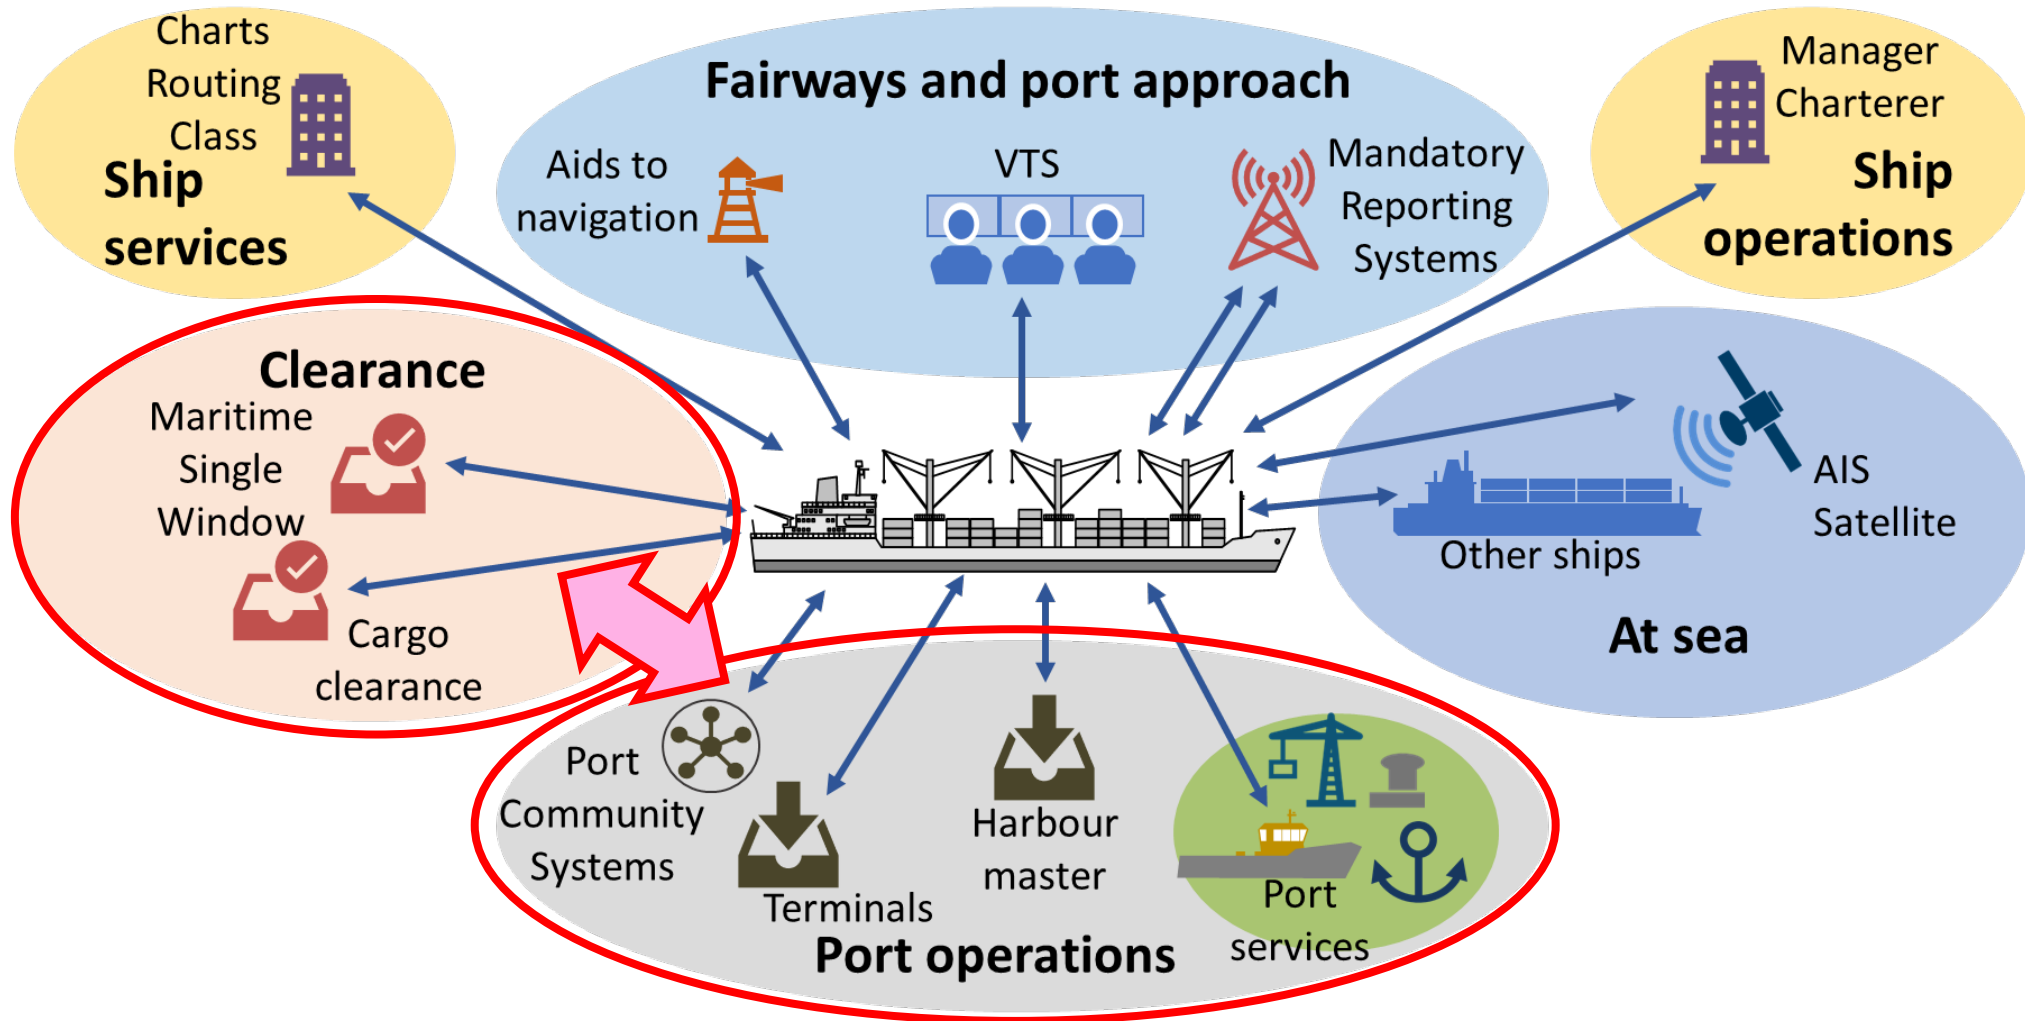 Charts
Routing
Class
Ship
services
Fairways and port approach
Aids to
navigation
VTS
Mandatory
Reporting
Systems
Manager
Charterer
Ship
operations
Clearance
Maritime
Single
Window
Cargo
clearance
AIS
Satellite
Other ships
At sea
Port
Community
Systems
Terminals
Harbour
master
Port
services
Port operations